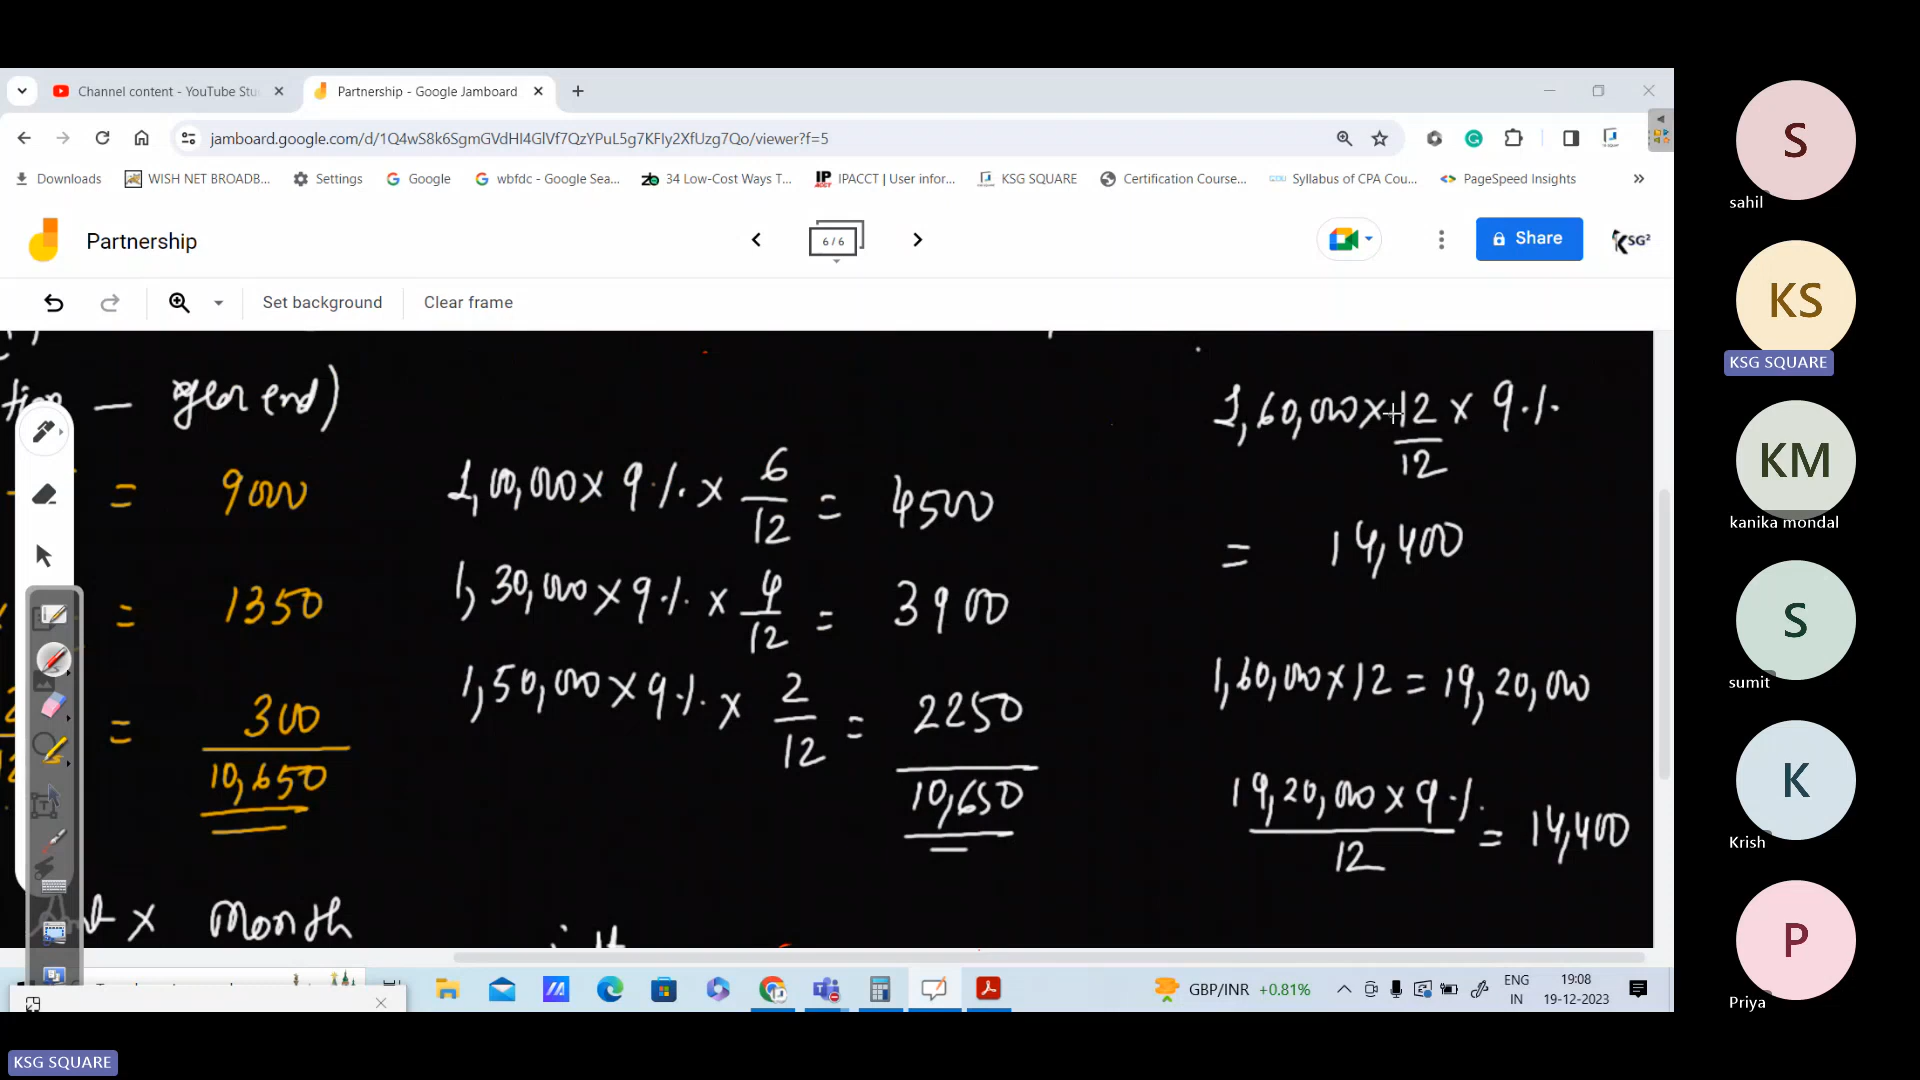 Channel content - YouTube Stu
Partnership - Google Jamboard
jamboard.google.com/d/1Q4wS8k6SgmGVdHI4GlVf7QzYPuL5g7KFIy2XfUzg7Qo/viewer?f=5
Downloads
WISH NET BROADB...
Settings
Google
wbfdc - Google Sea...
34 Low-Cost Ways T...
IPACCT | User infor...
KSG SQUARE
Certification Course...
Syllabus of CPA Cou...
PageSpeed Insights
Partnership
6 / 6
Share
KSG²
Set background
Clear frame
— year end)
= 9000
= 1350
= 300
10,650
x month
1,00,000 x 9% x 6/12 = 4500
1,30,000 x 9% x 4/12 = 3900
1,50,000 x 9% x 2/12 = 2250
10,650
1,60,000 x 12/12 x 9%
= 14,400
1,60,000 x 12 = 19,20,000
19,20,000 x 9% / 12 = 14,400
GBP/INR +0.81%
ENG
IN
19:08
19-12-2023
S
sahil
KS
KSG SQUARE
KM
kanika mondal
S
sumit
K
Krish
P
Priya
KSG SQUARE